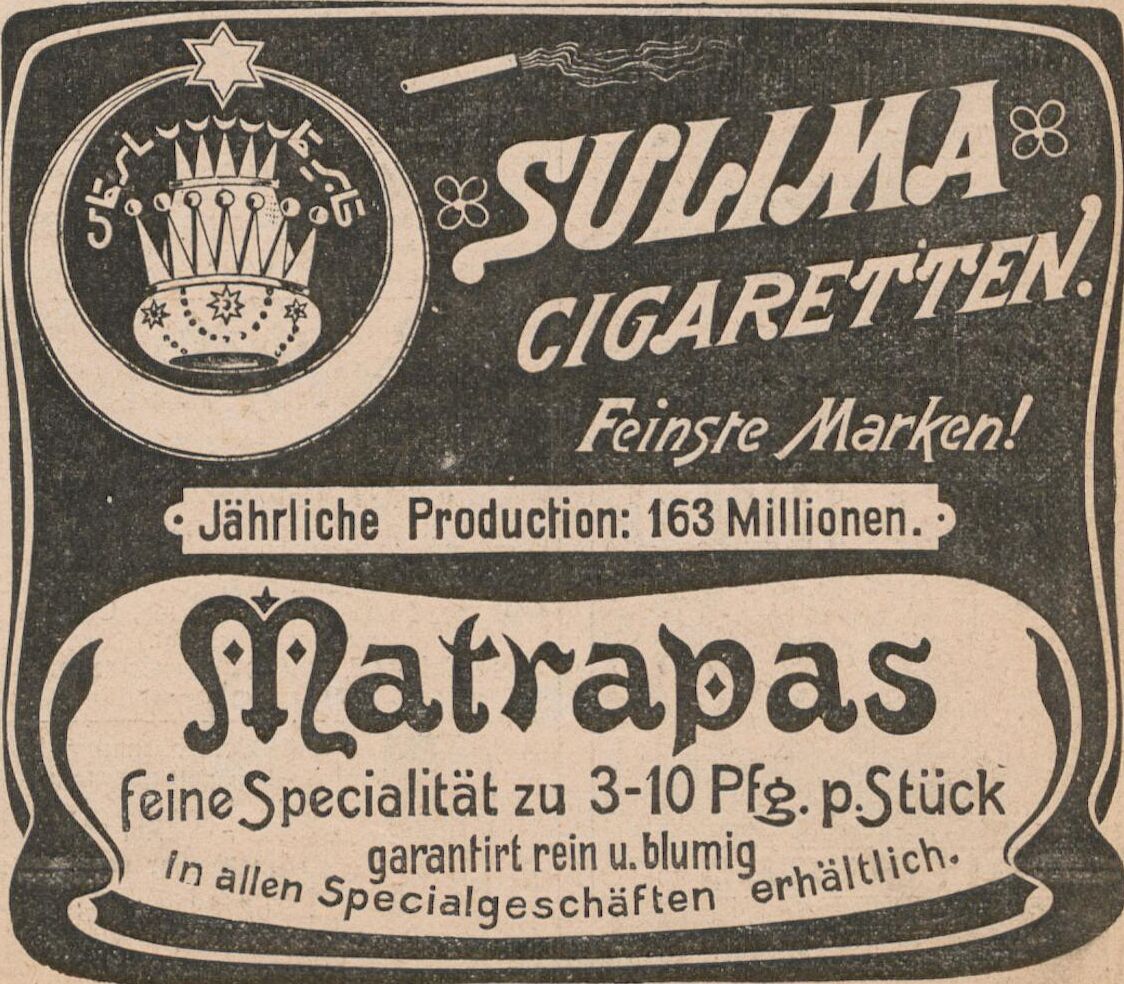 SULIMA
CIGARETTEN.
Feinste Marken!
Jährliche Production: 163 Millionen.
Matrapas
feine Specialität zu 3-10 Pfg. p. Stück
garantirt rein u. blumig
in allen Specialgeschäften erhältlich.